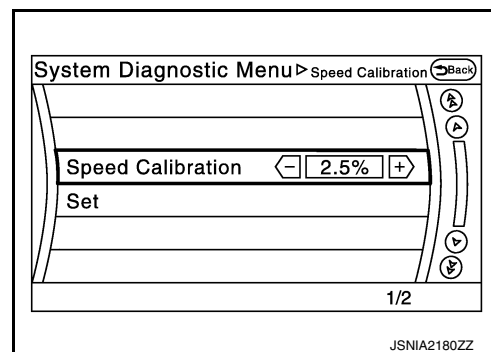 System Diagnostic Menu ▷ Speed Calibration Back
Speed Calibration - 2.5% +
Set
1/2
JSNIA2180ZZ